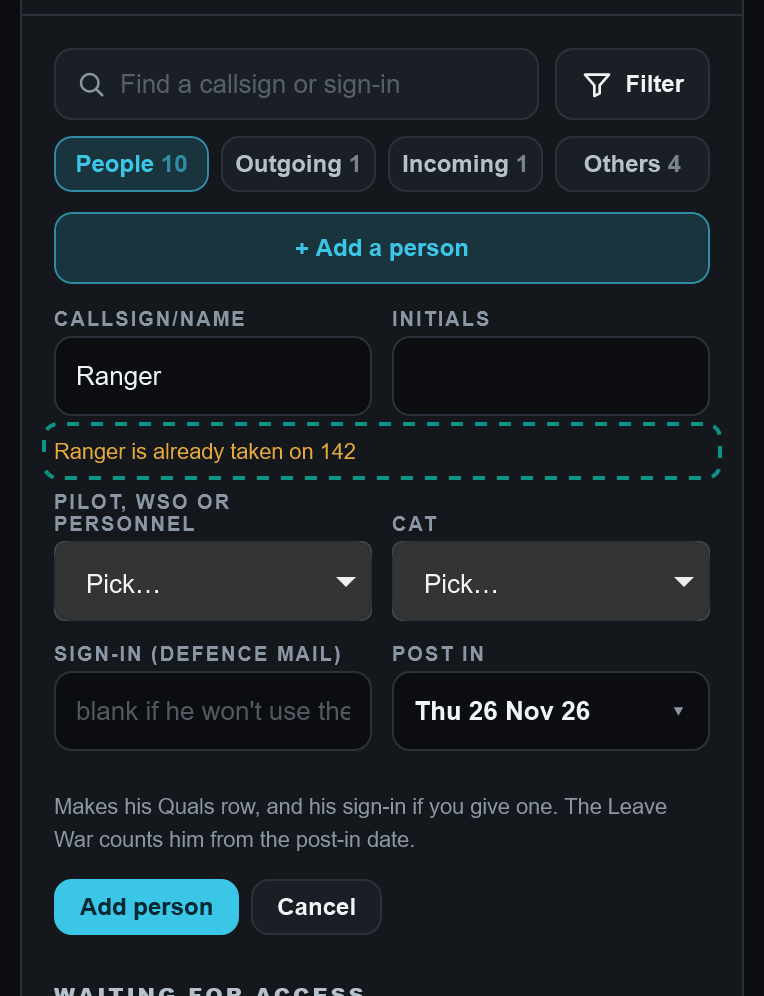 Find a callsign or sign-in
Filter
People 10
Outgoing 1
Incoming 1
Others 4
+ Add a person
CALLSIGN/NAME
INITIALS
Ranger
Ranger is already taken on 142
PILOT, WSO OR
PERSONNEL
CAT
Pick...
Pick...
SIGN-IN (DEFENCE MAIL)
POST IN
blank if he won't use the
Thu 26 Nov 26
Makes his Quals row, and his sign-in if you give one. The Leave
War counts him from the post-in date.
Add person
Cancel
WAITING FOR ACCESS